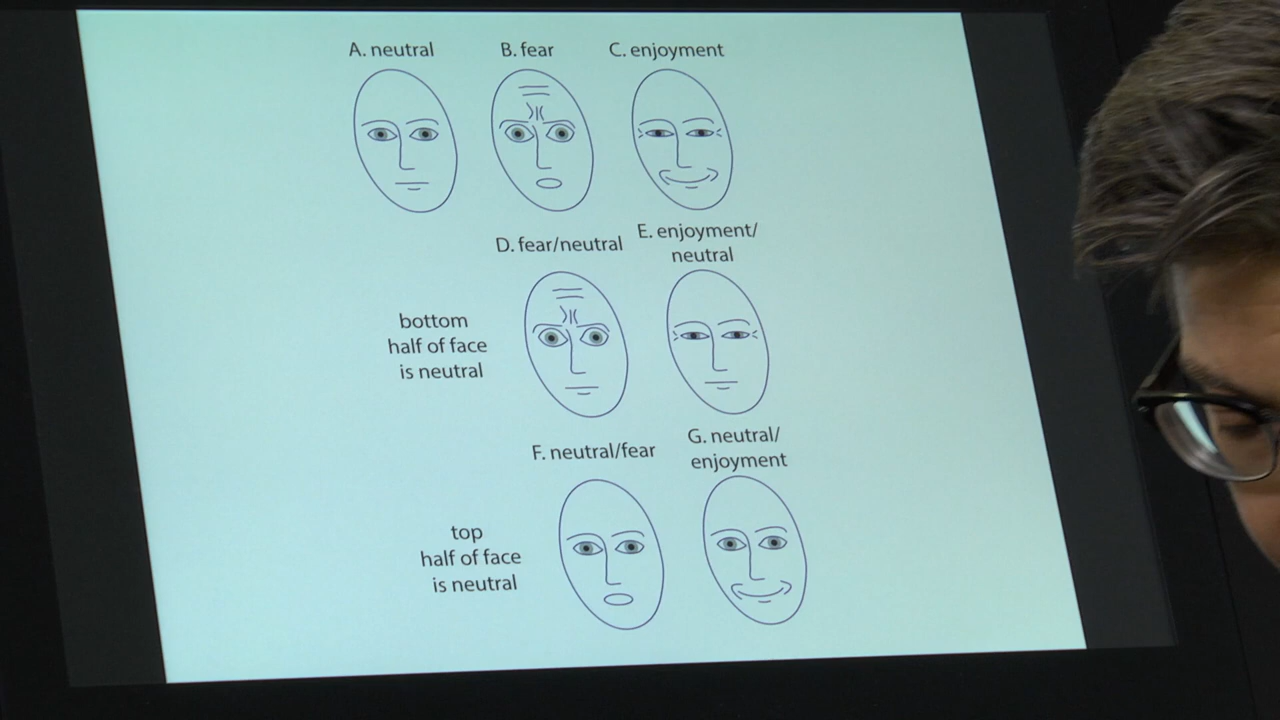 A. neutral
B. fear
C. enjoyment
D. fear/neutral
E. enjoyment/
neutral
bottom
half of face
is neutral
F. neutral/fear
G. neutral/
enjoyment
top
half of face
is neutral